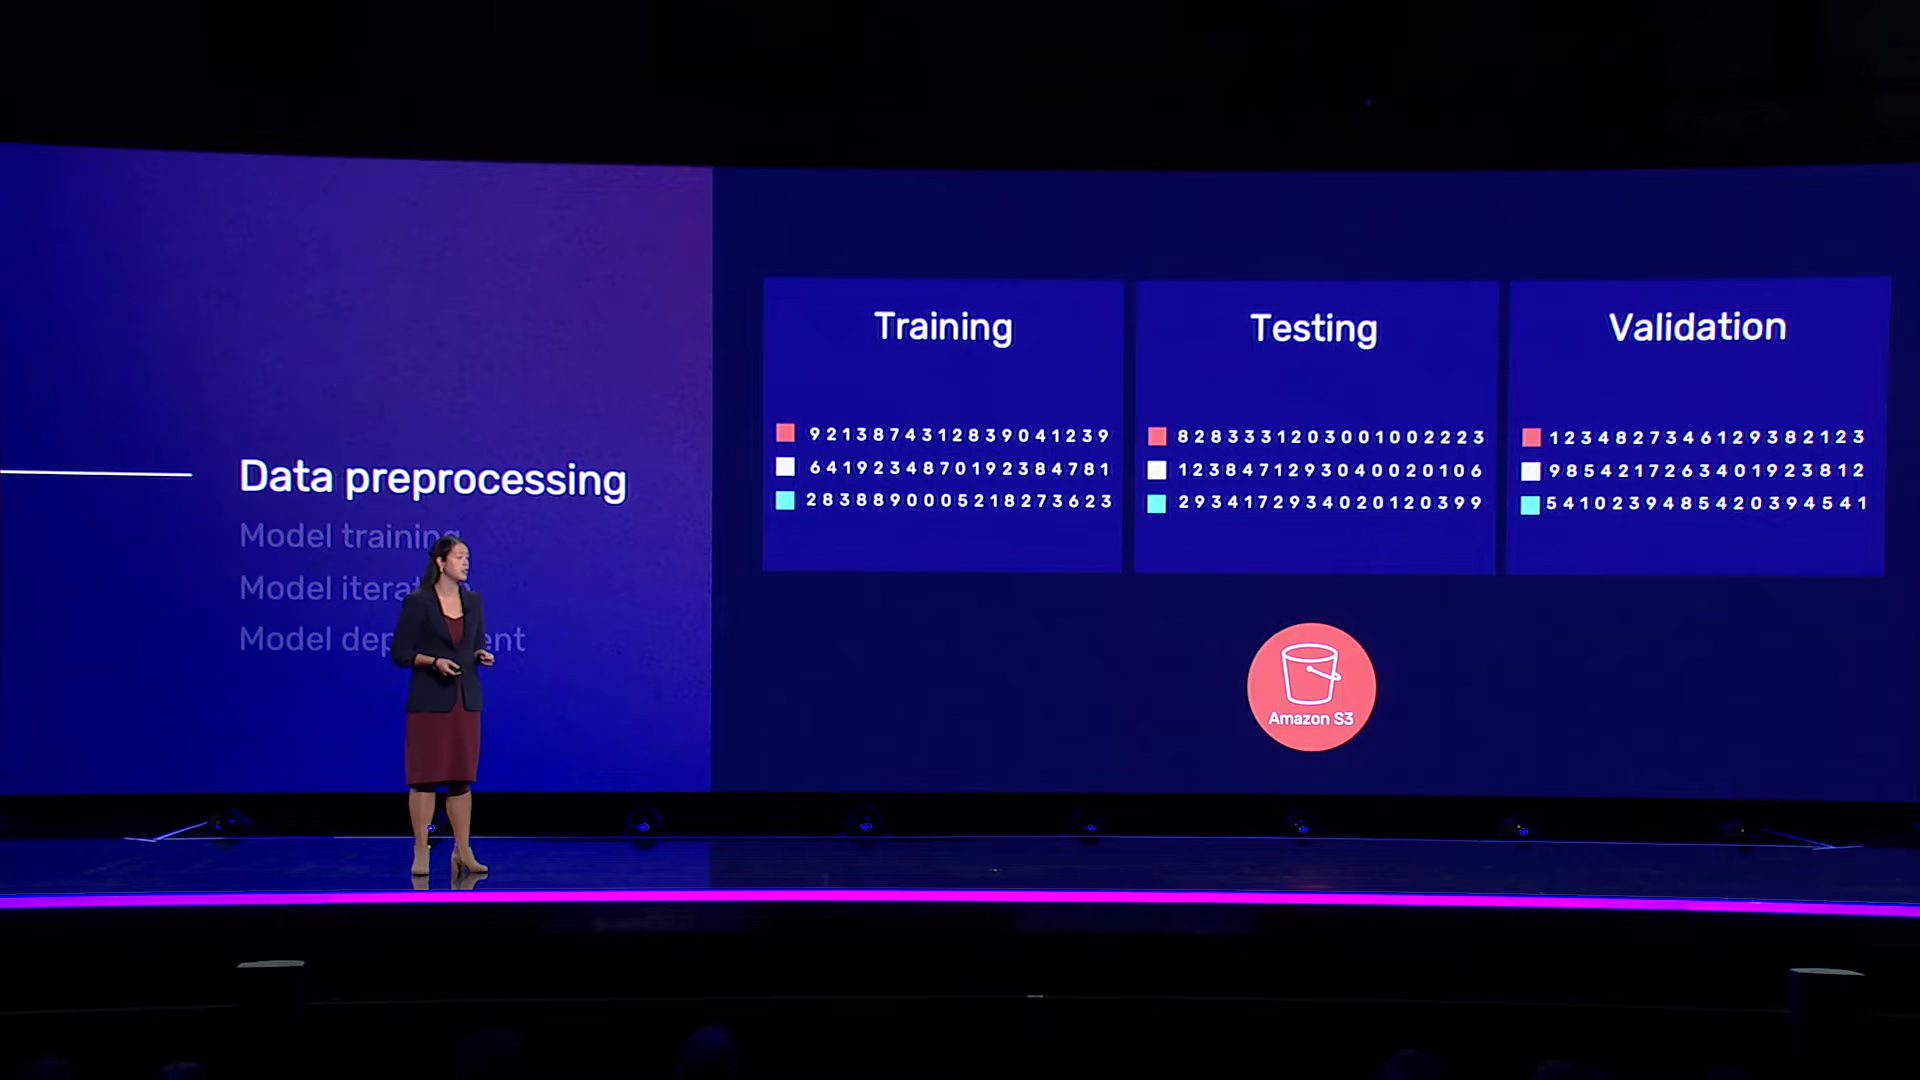 Data preprocessing
Model training
Model
Training
9 2 1 3 8 7 4 3 1 2 8 3 9 0 4 1 2 3 9
6 4 1 9 2 3 4 8 7 0 1 9 2 3 8 4 7 8 1
2 8 3 8 8 9 0 0 0 5 2 1 8 2 7 3 6 2 3
Testing
8 2 8 3 3 3 1 2 0 3 0 0 1 0 0 2 2 2 3
1 2 3 8 4 7 1 2 9 3 0 4 0 0 2 0 1 0 6
2 9 3 4 1 7 2 9 3 4 0 2 0 1 2 0 3 9 9
Validation
1 2 3 4 8 2 7 3 4 6 1 2 9 3 8 2 1 2 3
9 8 5 4 2 1 7 2 6 3 4 0 1 9 2 3 8 1 2
5 4 1 0 2 3 9 4 8 5 4 2 0 3 9 4 5 4 1
Amazon S3